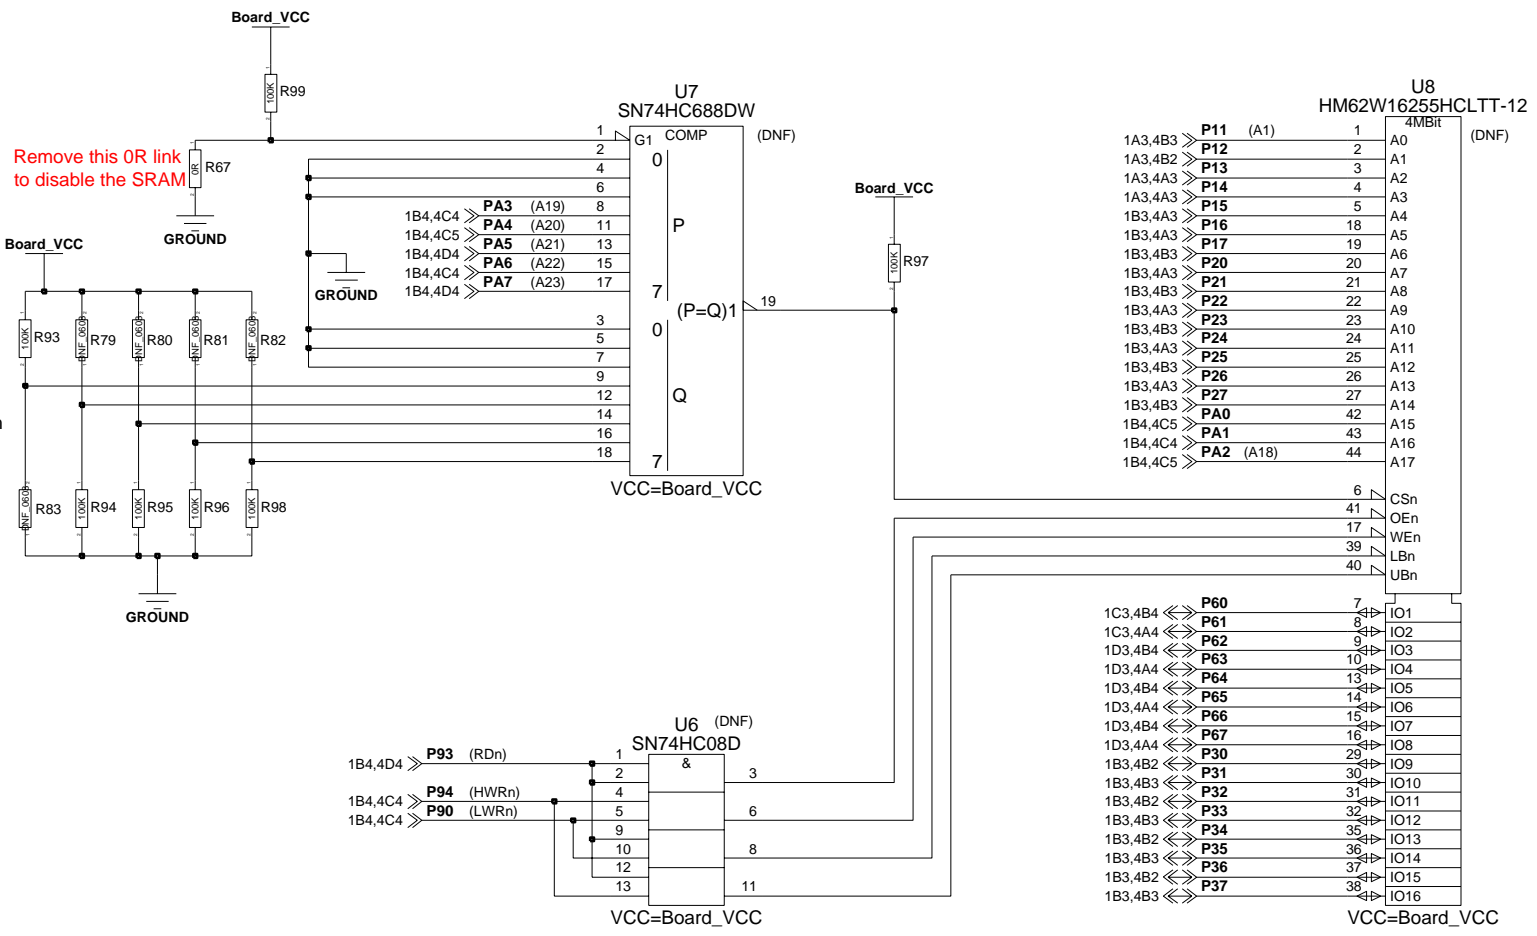 Board_VCC
100K
R99
Remove this 0R link
to disable the SRAM
0R
R67
GROUND
Board_VCC
100K
R93
DNF_0603
R79
DNF_0603
R80
DNF_0603
R81
DNF_0603
R82
DNF_0603
R83
100K
R94
100K
R95
100K
R96
100K
R98
GROUND
U7
SN74HC688DW
(DNF)
COMP
G1
0
P
7
(P=Q)1
0
Q
7
1
2
4
6
1B4,4C4 PA3 (A19) 8
1B4,4C5 PA4 (A20) 11
1B4,4D4 PA5 (A21) 13
1B4,4C4 PA6 (A22) 15
1B4,4D4 PA7 (A23) 17
GROUND
3
5
7
9
12
14
16
18
19
VCC=Board_VCC
Board_VCC
100K
R97
U8
HM62W16255HCLTT-12
4MBit
(DNF)
1A3,4B3 P11 (A1) 1 A0
1A3,4B2 P12 2 A1
1A3,4A3 P13 3 A2
1A3,4A3 P14 4 A3
1B3,4A3 P15 5 A4
1B3,4A3 P16 18 A5
1B3,4B3 P17 19 A6
1B3,4A3 P20 20 A7
1B3,4B3 P21 21 A8
1B3,4A3 P22 22 A9
1B3,4B3 P23 23 A10
1B3,4A3 P24 24 A11
1B3,4B3 P25 25 A12
1B3,4A3 P26 26 A13
1B3,4B3 P27 27 A14
1B4,4C5 PA0 42 A15
1B4,4C4 PA1 43 A16
1B4,4C5 PA2 (A18) 44 A17
6 CSn
41 OEn
17 WEn
39 LBn
40 UBn
1C3,4B4 P60 7 IO1
1C3,4A4 P61 8 IO2
1D3,4B4 P62 9 IO3
1D3,4A4 P63 10 IO4
1D3,4B4 P64 13 IO5
1D3,4A4 P65 14 IO6
1D3,4B4 P66 15 IO7
1D3,4A4 P67 16 IO8
1B3,4B2 P30 29 IO9
1B3,4B3 P31 30 IO10
1B3,4B2 P32 31 IO11
1B3,4B3 P33 32 IO12
1B3,4B2 P34 35 IO13
1B3,4B3 P35 36 IO14
1B3,4B2 P36 37 IO15
1B3,4B3 P37 38 IO16
VCC=Board_VCC
U6
(DNF)
SN74HC08D
&
1B4,4D4 P93 (RDn) 1
2
3
1B4,4C4 P94 (HWRn) 4
1B4,4C4 P90 (LWRn) 5
6
9
10
8
12
13
11
VCC=Board_VCC